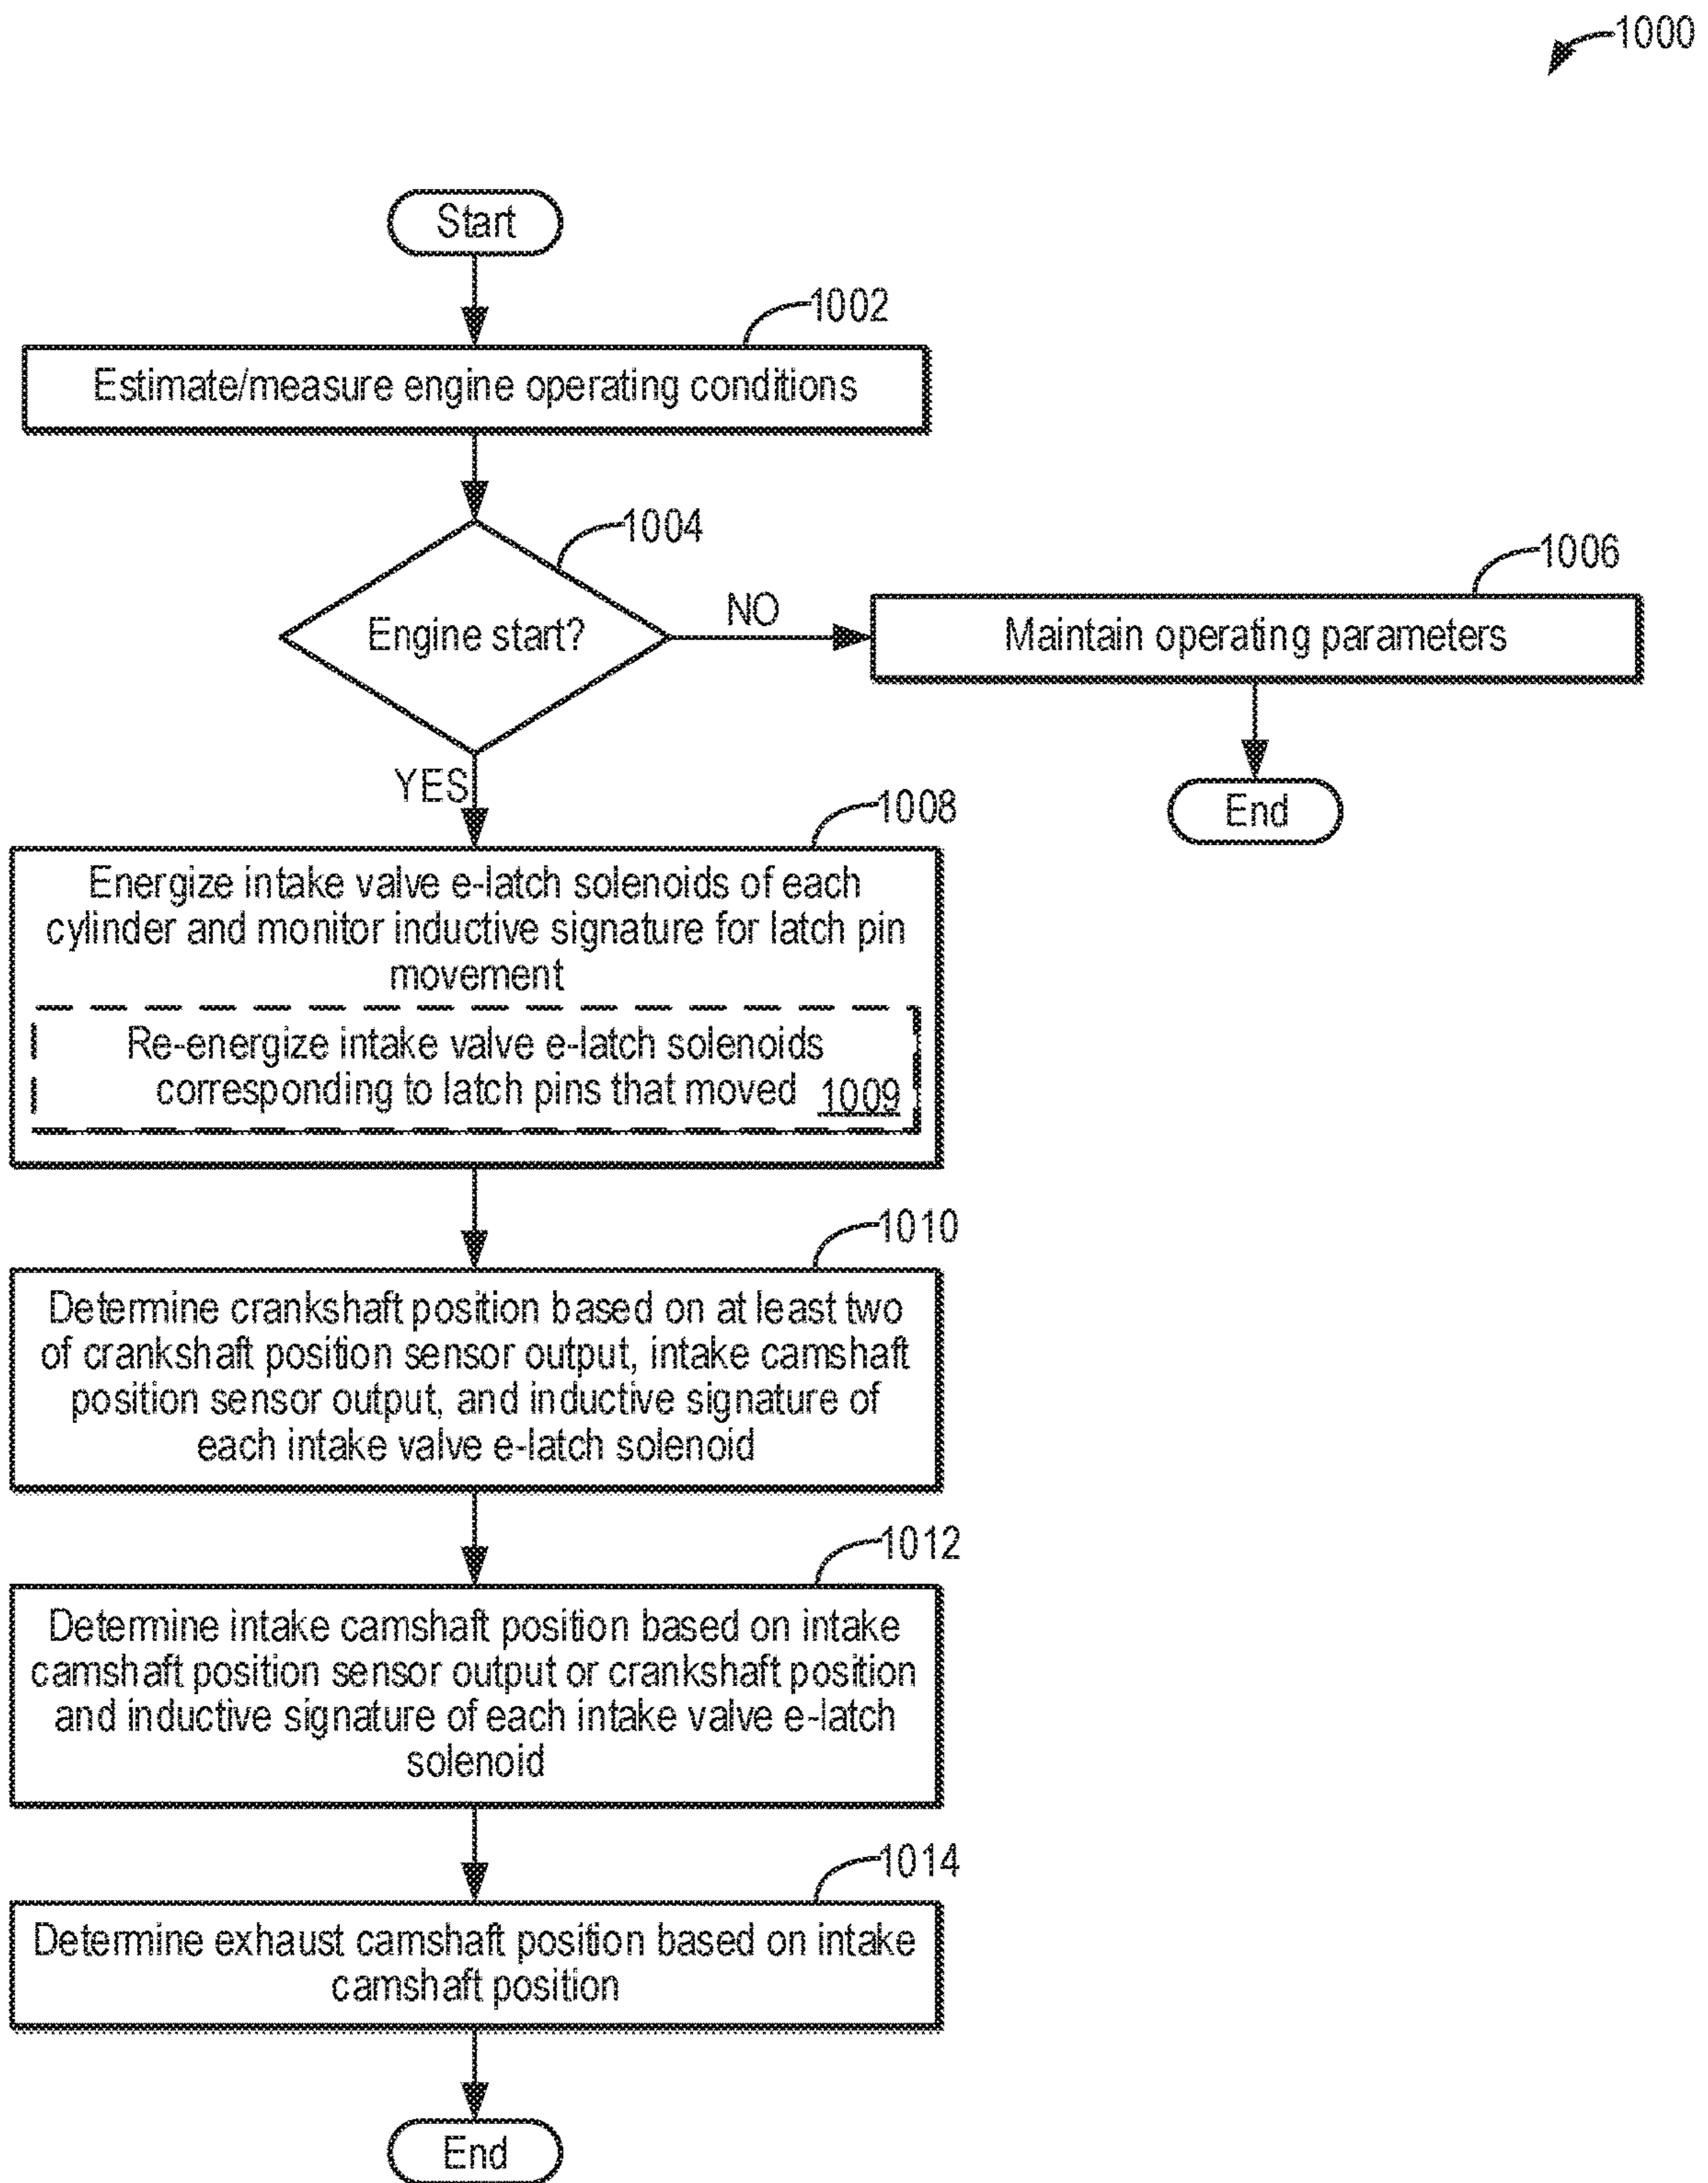 1000
Start
1002
Estimate/measure engine operating conditions
1004
Engine start?
NO
1006
Maintain operating parameters
End
YES
1008
Energize intake valve e-latch solenoids of each
cylinder and monitor inductive signature for latch pin
movement
Re-energize intake valve e-latch solenoids
corresponding to latch pins that moved 1009
1010
Determine crankshaft position based on at least two
of crankshaft position sensor output, intake camshaft
position sensor output, and inductive signature of
each intake valve e-latch solenoid
1012
Determine intake camshaft position based on intake
camshaft position sensor output or crankshaft position
and inductive signature of each intake valve e-latch
solenoid
1014
Determine exhaust camshaft position based on intake
camshaft position
End